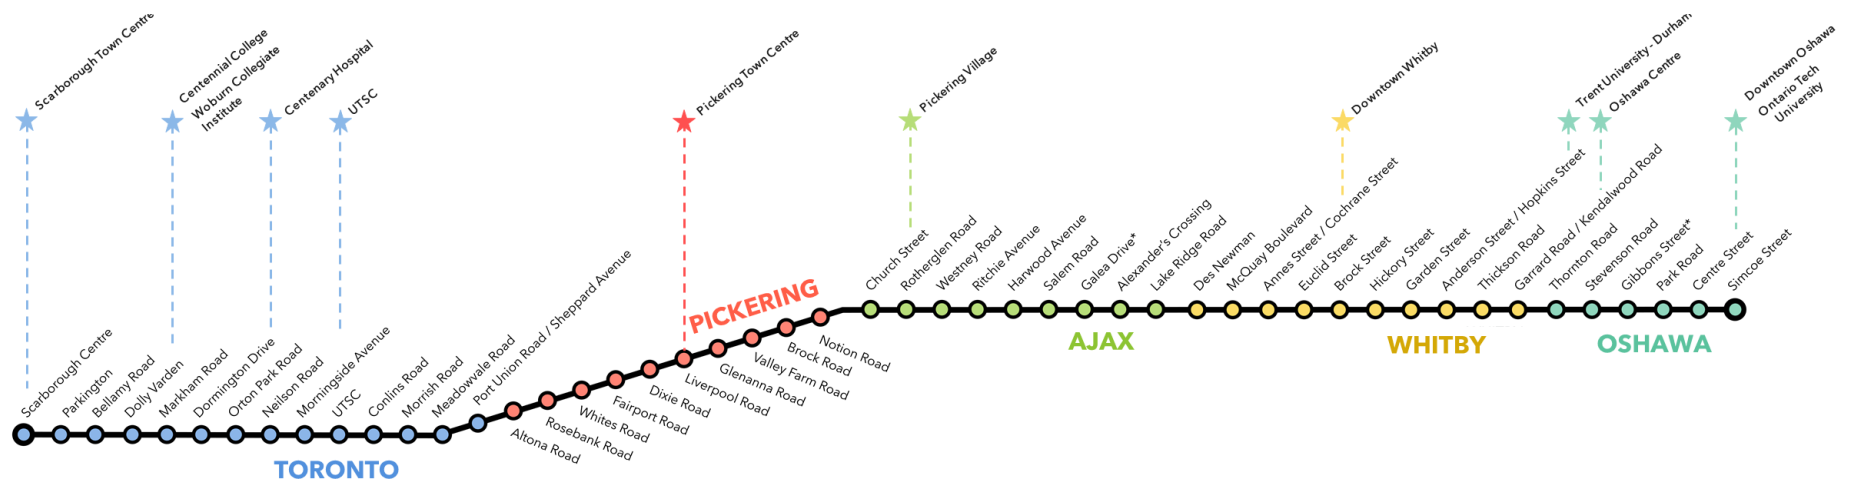 Scarborough Town Centre
Centennial College
Woburn Collegiate
Institute
Centenary Hospital
UTSC
Pickering Town Centre
Pickering Village
Downtown Whitby
Trent University - Durham
Oshawa Centre
Downtown Oshawa
Ontario Tech
University
Scarborough Centre
Parkington
Bellamy Road
Dolly Varden
Markham Road
Dormington Drive
Orton Park Road
Neilson Road
Morningside Avenue
UTSC
Conlins Road
Morrish Road
Meadowvale Road
Port Union Road / Sheppard Avenue
Altona Road
Rosebank Road
Whites Road
Fairport Road
Dixie Road
Liverpool Road
Glenanna Road
Valley Farm Road
Brock Road
Notion Road
Church Street
Rotherglen Road
Westney Road
Ritchie Avenue
Harwood Avenue
Salem Road
Galea Drive*
Alexander's Crossing
Lake Ridge Road
Des Newman
McQuay Boulevard
Annes Street / Cochrane Street
Euclid Street
Brock Street
Hickory Street
Garden Street
Anderson Street / Hopkins Street
Thickson Road
Garrard Road / Kendalwood Road
Thornton Road
Stevenson Road
Gibbons Street*
Park Road
Centre Street
Simcoe Street
TORONTO
PICKERING
AJAX
WHITBY
OSHAWA